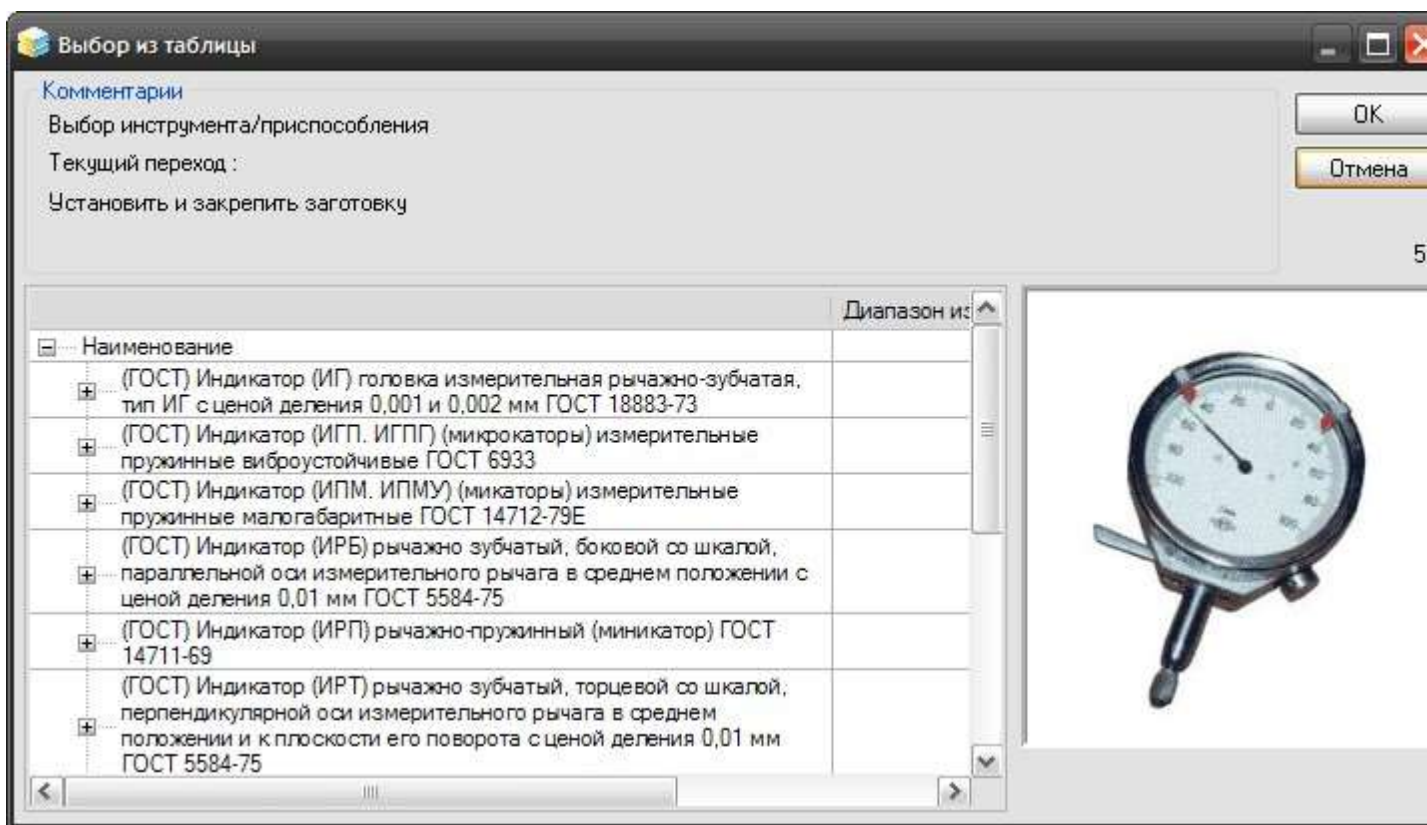 Выбор из таблицы
Комментарии
Выбор инструмента/приспособления
Текущий переход :
Установить и закрепить заготовку
OK
Отмена
5
Диапазон из
Наименование
(ГОСТ) Индикатор (ИГ) головка измерительная рычажно-зубчатая,
тип ИГ с ценой деления 0,001 и 0,002 мм ГОСТ 18883-73
(ГОСТ) Индикатор (ИГП. ИГПГ) (микрокаторы) измерительные
пружинные виброустойчивые ГОСТ 6933
(ГОСТ) Индикатор (ИПМ. ИПМУ) (микаторы) измерительные
пружинные малогабаритные ГОСТ 14712-79Е
(ГОСТ) Индикатор (ИРБ) рычажно зубчатый, боковой со шкалой,
параллельной оси измерительного рычага в среднем положении с
ценой деления 0,01 мм ГОСТ 5584-75
(ГОСТ) Индикатор (ИРП) рычажно-пружинный (миникатор) ГОСТ
14711-69
(ГОСТ) Индикатор (ИРТ) рычажно зубчатый, торцевой со шкалой,
перпендикулярной оси измерительного рычага в среднем
положении и к плоскости его поворота с ценой деления 0,01 мм
ГОСТ 5584-75